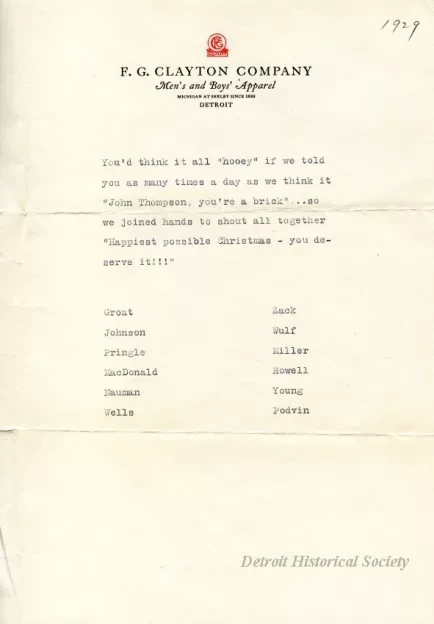 1929
F. G. CLAYTON COMPANY
Men's and Boys' Apparel
MICHIGAN AT SHELBY SINCE 1886
DETROIT
You'd think it all "hooey" if we told
you as many times a day as we think it
"John Thompson, you're a brick"...so
we joined hands to shout all together
"Happiest possible Christmas - you de-
serve it!!!"
Groat Zack
Johnson Wulf
Pringle Miller
MacDonald Rowell
Nauman Young
Wells Podvin
Detroit Historical Society